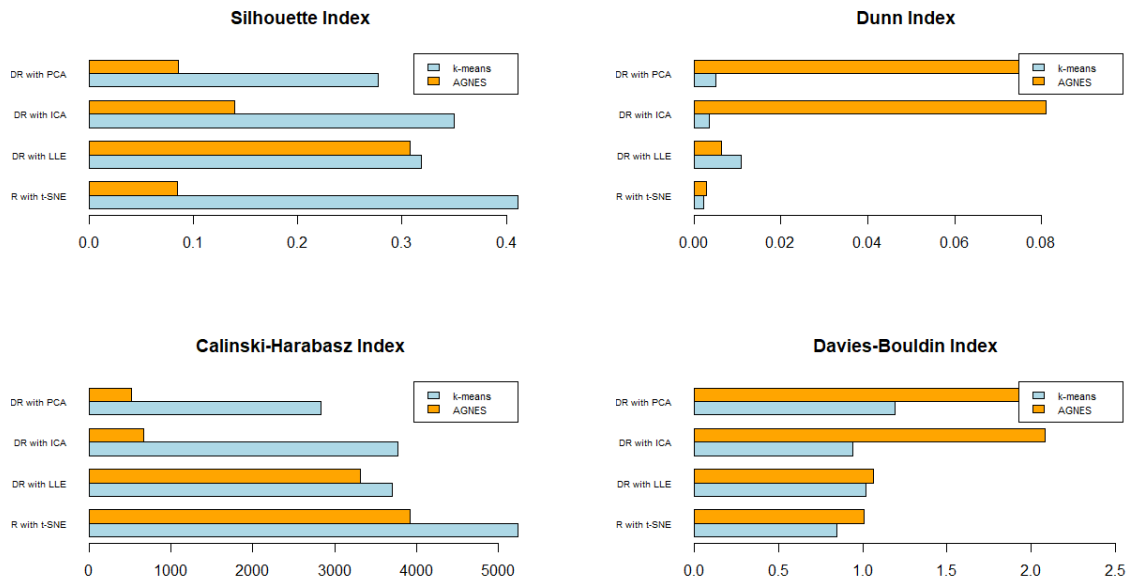 Silhouette Index
DR with PCA
DR with ICA
DR with LLE
R with t-SNE
k-means
AGNES
0.0 0.1 0.2 0.3 0.4
Dunn Index
DR with PCA
DR with ICA
DR with LLE
R with t-SNE
k-means
AGNES
0.00 0.02 0.04 0.06 0.08
Calinski-Harabasz Index
DR with PCA
DR with ICA
DR with LLE
R with t-SNE
k-means
AGNES
0 1000 2000 3000 4000 5000
Davies-Bouldin Index
DR with PCA
DR with ICA
DR with LLE
R with t-SNE
k-means
AGNES
0.0 0.5 1.0 1.5 2.0 2.5